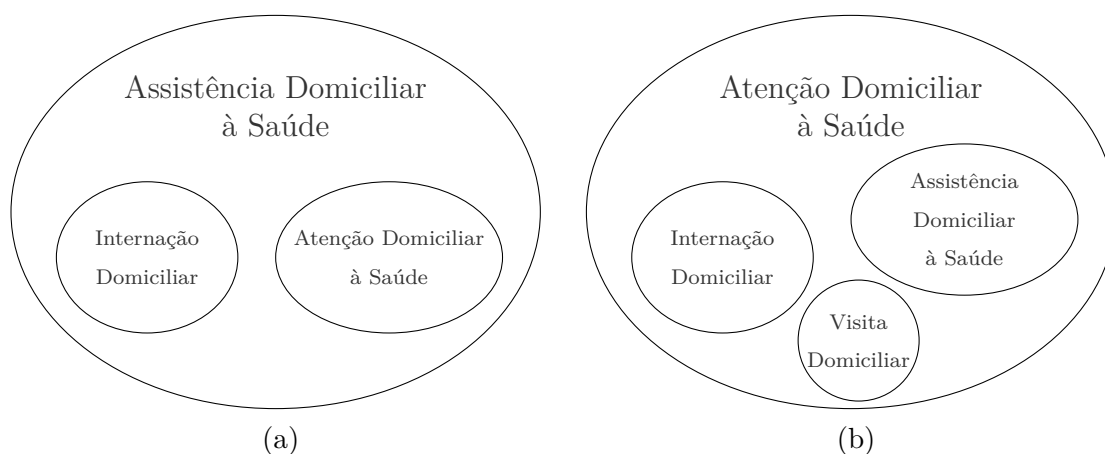 Assistência Domiciliar
à Saúde
Internação
Domiciliar
Atenção Domiciliar
à Saúde
(a)
Atenção Domiciliar
à Saúde
Assistência
Domiciliar
à Saúde
Internação
Domiciliar
Visita
Domiciliar
(b)